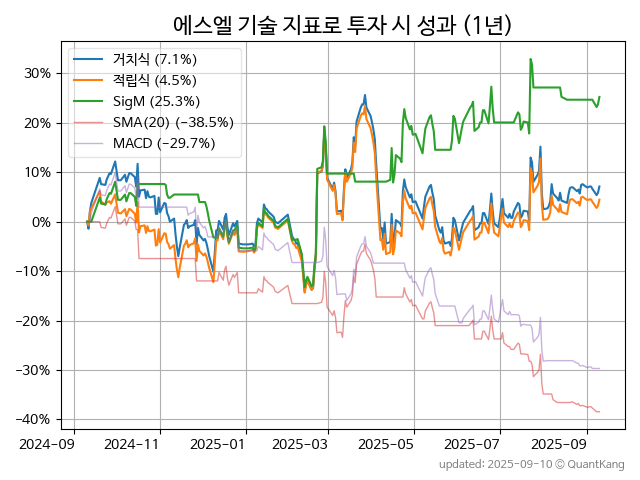 에스엘 기술 지표로 투자 시 성과 (1년)
거치식 (7.1%)
적립식 (4.5%)
SigM (25.3%)
SMA(20) (−38.5%)
MACD (−29.7%)
30%
20%
10%
0%
−10%
−20%
−30%
−40%
2024−09 2024−11 2025−01 2025−03 2025−05 2025−07 2025−09
updated: 2025-09-10 © QuantKang